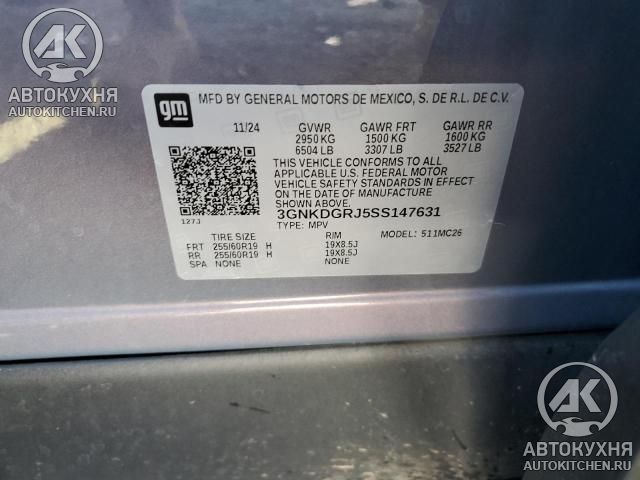 АК
АВТОКУХНЯ
AUTOKITCHEN.RU
gm
MFD BY GENERAL MOTORS DE MEXICO, S. DE R.L. DE C.V.
11/24 GVWR GAWR FRT GAWR RR
2950 KG 1500 KG 1600 KG
6504 LB 3307 LB 3527 LB
THIS VEHICLE CONFORMS TO ALL
APPLICABLE U.S. FEDERAL MOTOR
VEHICLE SAFETY STANDARDS IN EFFECT
ON THE DATE OF MANUFACTURE
SHOWN ABOVE.
3GNKDGRJ5SS147631
127J TYPE: MPV MODEL: 511MC26
TIRE SIZE RIM
FRT 255/60R19 H 19X8.5J
RR 255/60R19 H 19X8.5J
SPA NONE NONE
АК
АВТОКУХНЯ
AUTOKITCHEN.RU